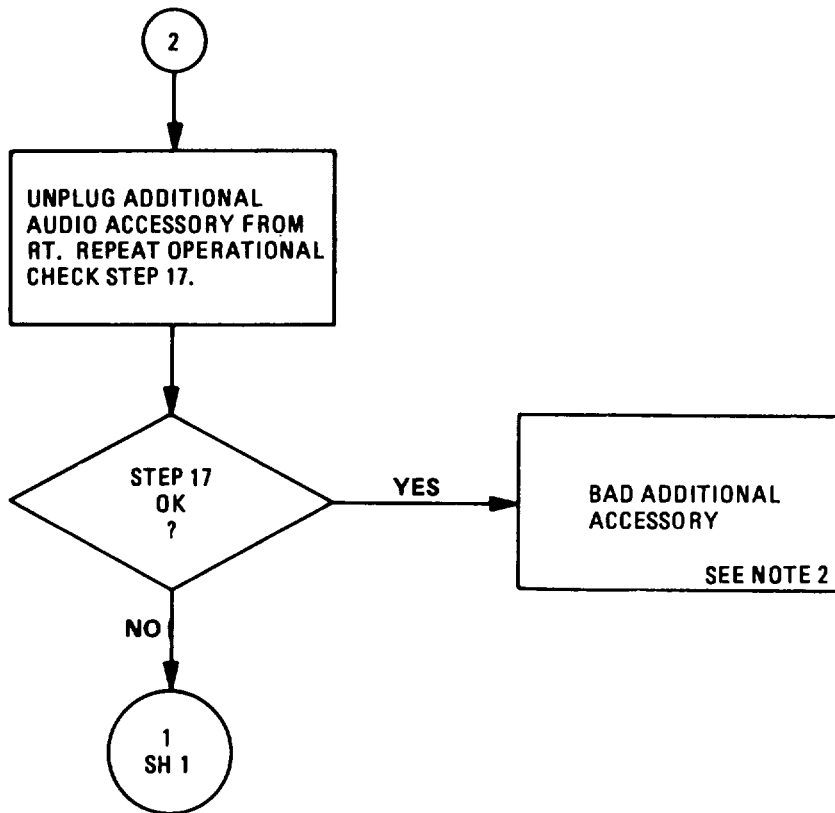 2
UNPLUG ADDITIONAL
AUDIO ACCESSORY FROM
RT. REPEAT OPERATIONAL
CHECK STEP 17.
STEP 17
OK
?
YES
BAD ADDITIONAL
ACCESSORY
SEE NOTE 2
NO
1
SH 1